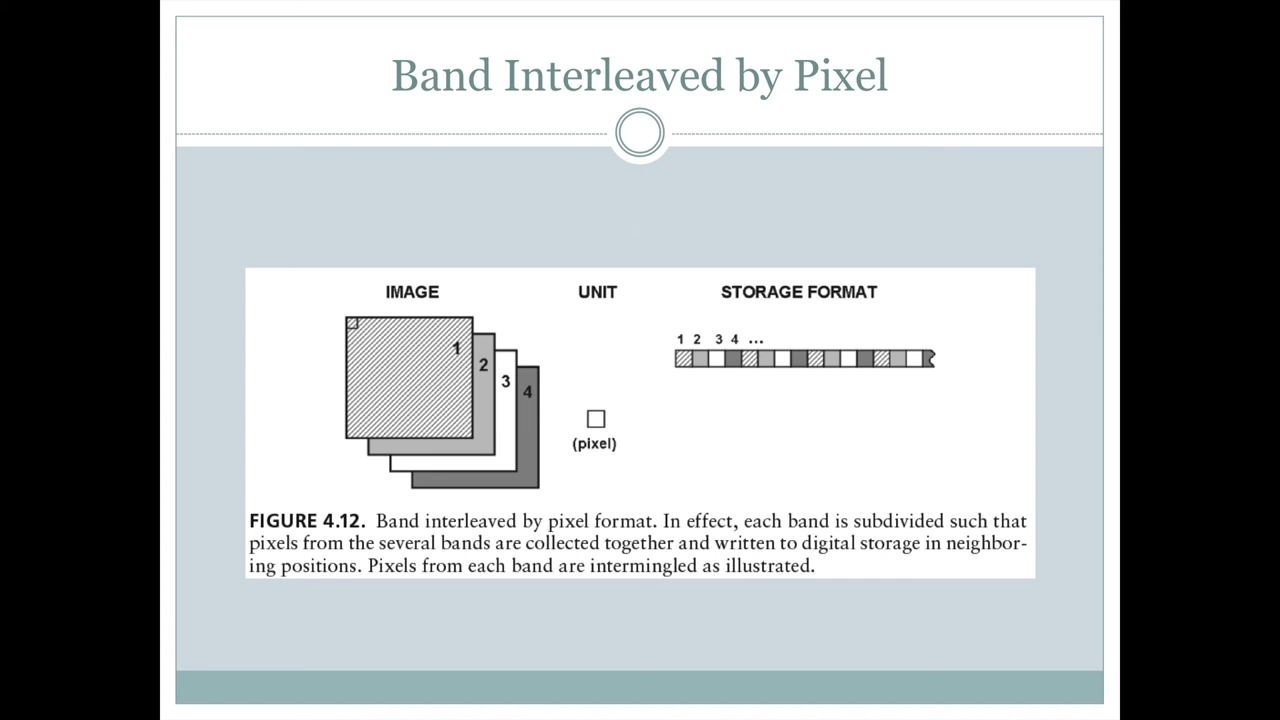 Band Interleaved by Pixel
IMAGE UNIT STORAGE FORMAT
1 2 3 4 ...
1
2
3
4
(pixel)
FIGURE 4.12. Band interleaved by pixel format. In effect, each band is subdivided such that
pixels from the several bands are collected together and written to digital storage in neighbor-
ing positions. Pixels from each band are intermingled as illustrated.